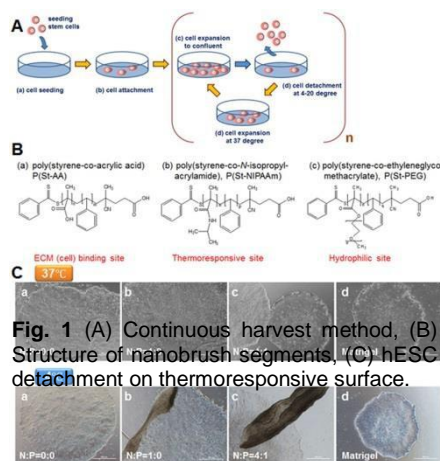 A
seeding
stem cells
(c) cell expansion
to confluent
(a) cell seeding
(b) cell attachment
(d) cell detachment
at 4-20 degree
(d) cell expansion
at 37 degree
n
B
(a) poly(styrene-co-acrylic acid)
P(St-AA)
(b) poly(styrene-co-N-isopropyl-
acrylamide), P(St-NIPAAm)
(c) poly(styrene-co-ethyleneglyco
methacrylate), P(St-PEG)
ECM (cell) binding site
Thermoresponsive site
Hydrophilic site
C
37°C
a
b
c
d
Fig. 1 (A) Continuous harvest method, (B)
Structure of nanobrush segments, (C) hESC
detachment on thermoresponsive surface.
Matrigel
a
b
c
d
N:P=0:0
N:P=1:0
N:P=4:1
Matrigel